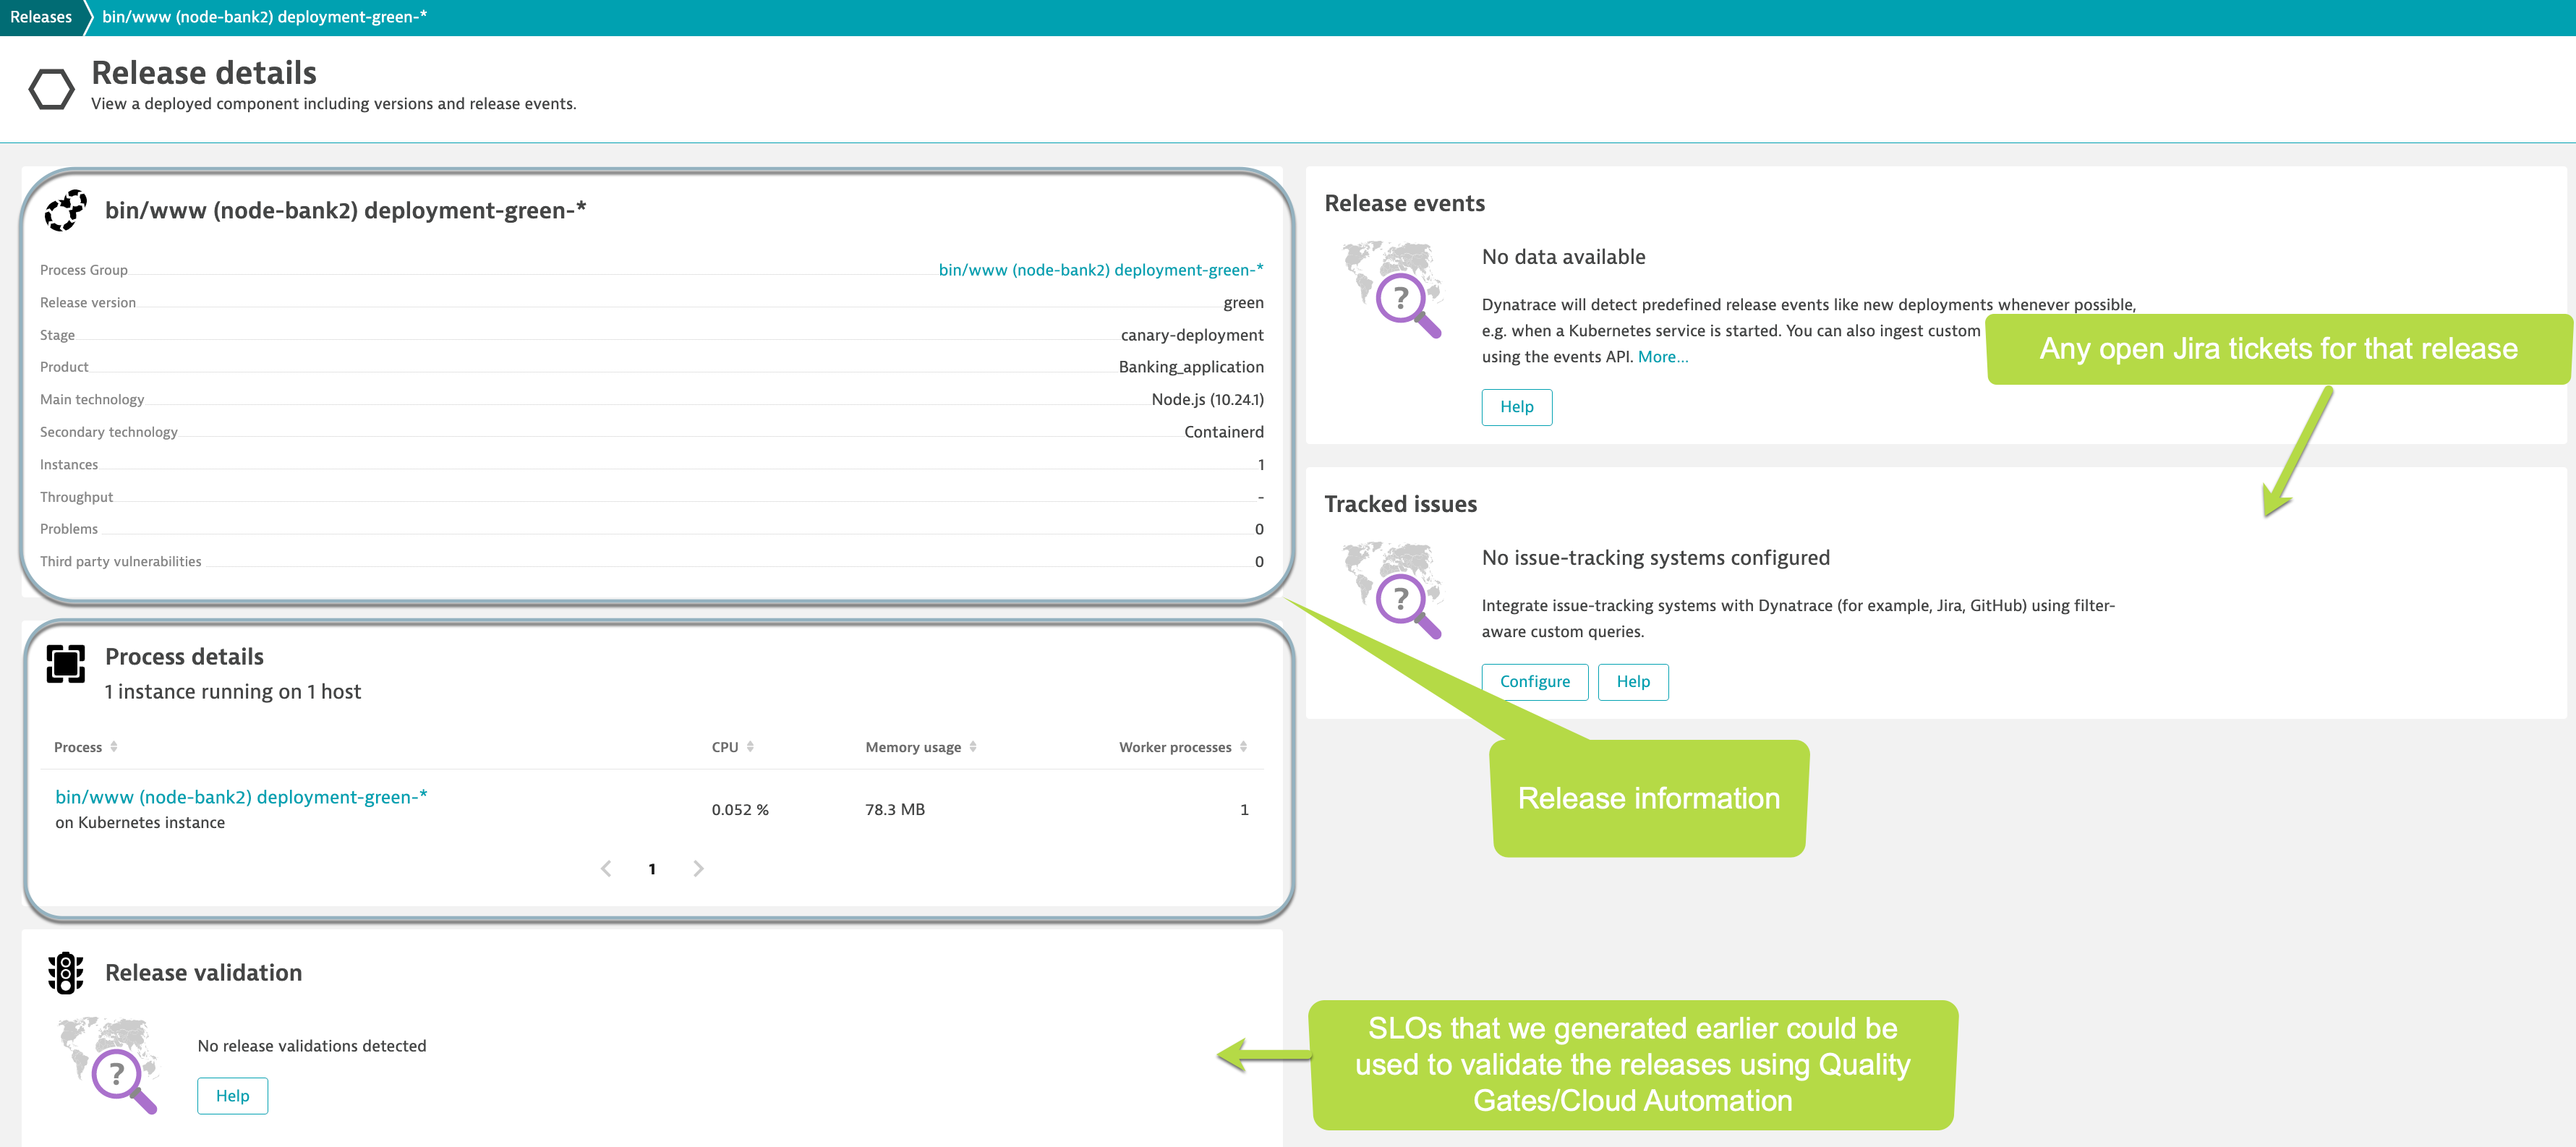 Releases
bin/www (node-bank2) deployment-green-*
Release details
View a deployed component including versions and release events.
bin/www (node-bank2) deployment-green-*
Process Group bin/www (node-bank2) deployment-green-*
Release version green
Stage canary-deployment
Product Banking_application
Main technology Node.js (10.24.1)
Secondary technology Containerd
Instances 1
Throughput -
Problems 0
Third party vulnerabilities 0
Process details
1 instance running on 1 host
Process CPU Memory usage Worker processes
bin/www (node-bank2) deployment-green-* 0.052 % 78.3 MB 1
on Kubernetes instance
1
Release validation
No release validations detected
Help
Release events
No data available
Dynatrace will detect predefined release events like new deployments whenever possible,
e.g. when a Kubernetes service is started. You can also ingest custom
using the events API. More...
Help
Any open Jira tickets for that release
Tracked issues
No issue-tracking systems configured
Integrate issue-tracking systems with Dynatrace (for example, Jira, GitHub) using filter-
aware custom queries.
Configure Help
Release information
SLOs that we generated earlier could be
used to validate the releases using Quality
Gates/Cloud Automation